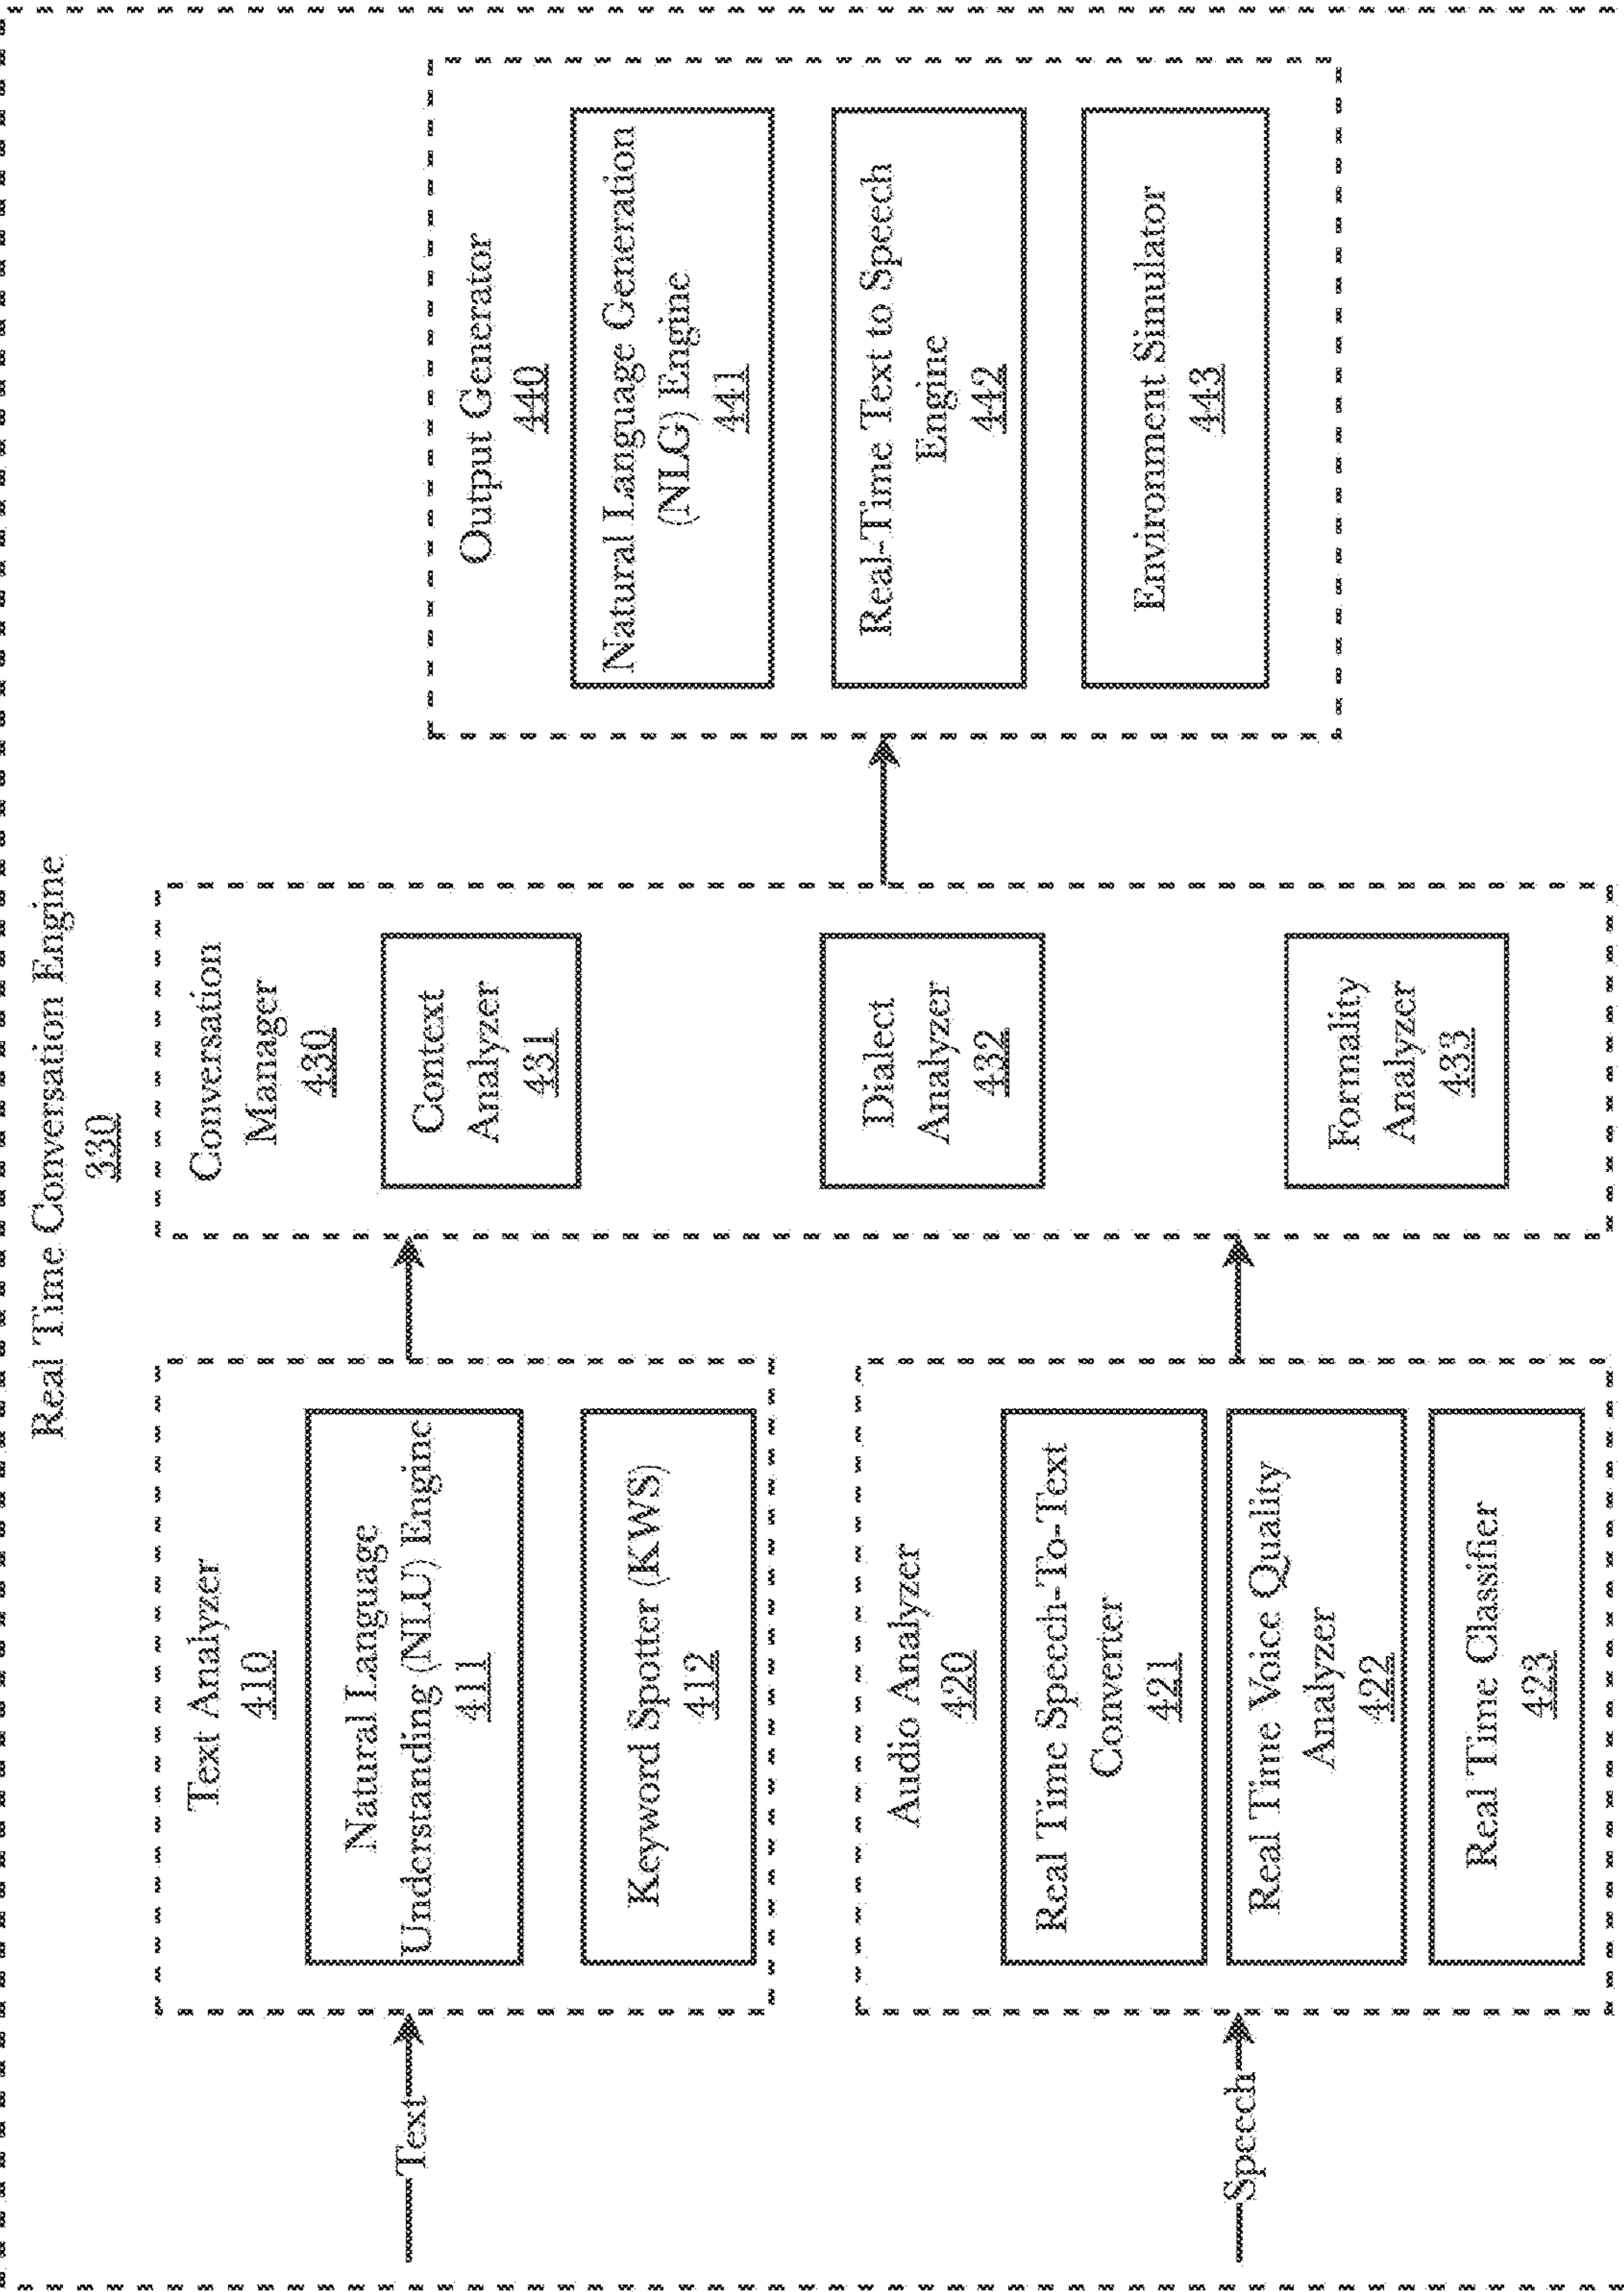 Real Time Conversation Engine
330
Text
Text Analyzer
410
Natural Language
Understanding (NLU) Engine
411
Keyword Spotter (KWS)
412
Speech
Audio Analyzer
420
Real Time Speech-To-Text
Converter
421
Real Time Voice Quality
Analyzer
422
Real Time Classifier
423
Conversation
Manager
430
Context
Analyzer
431
Dialect
Analyzer
432
Formality
Analyzer
433
Output Generator
440
Natural Language Generation
(NLG) Engine
441
Real-Time Text to Speech
Engine
442
Environment Simulator
443